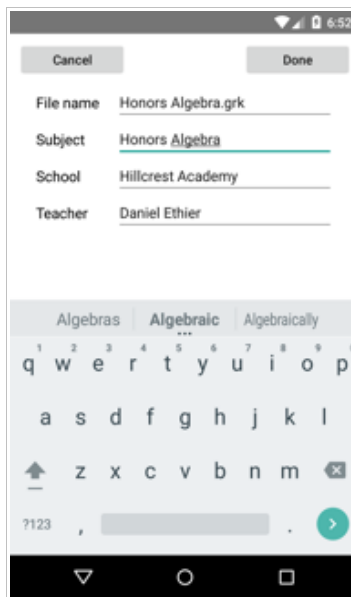 6:52
Cancel Done
File name Honors Algebra.grk
Subject Honors Algebra
School Hillcrest Academy
Teacher Daniel Ethier
Algebras Algebraic Algebraically
1 2 3 4 5 6 7 8 9
q w e r t y u i o p
a s d f g h j k l
z x c v b n m
?123 , .